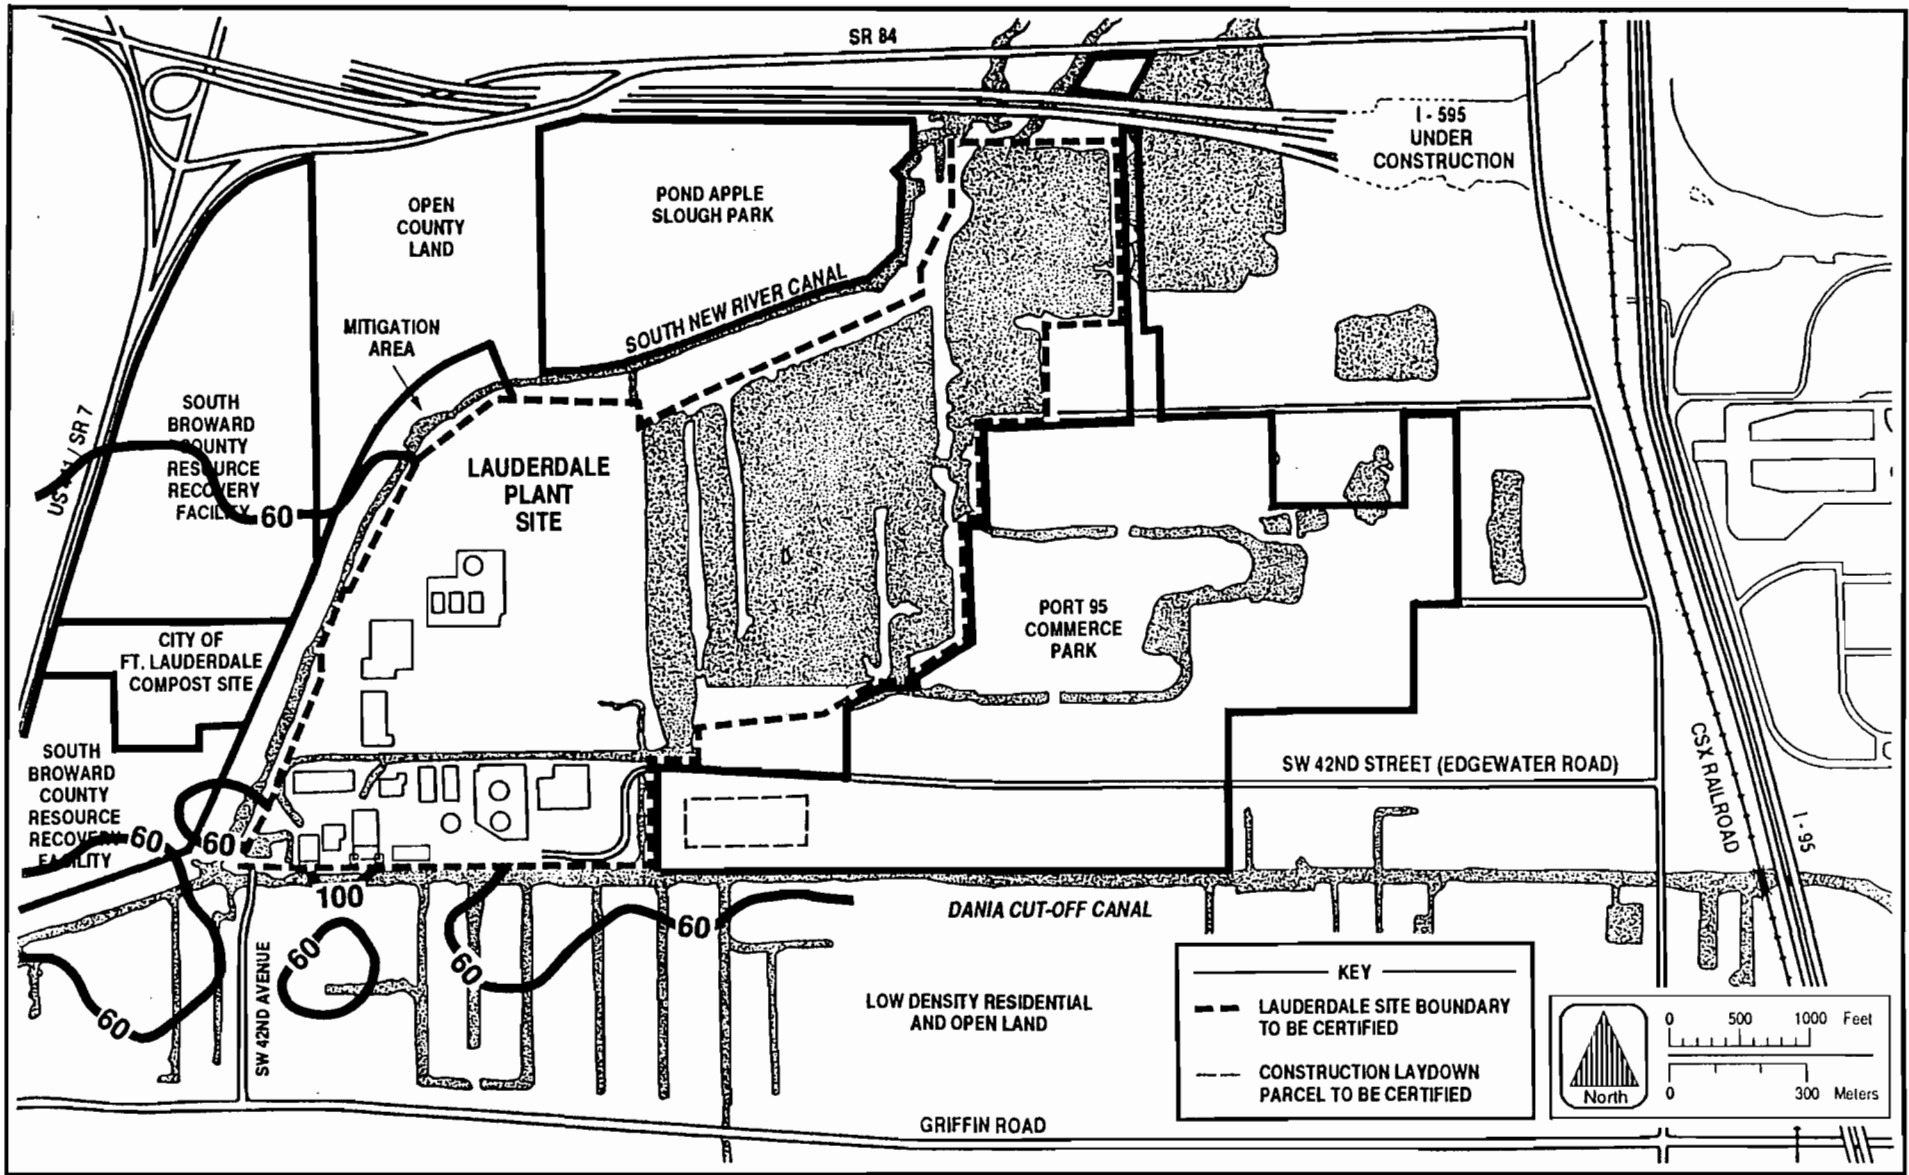 SR 84
I - 595
UNDER
CONSTRUCTION
OPEN
COUNTY
LAND
POND APPLE
SLOUGH PARK
SOUTH NEW RIVER CANAL
MITIGATION
AREA
US 441 / SR 7
SOUTH
BROWARD
COUNTY
RESOURCE
RECOVERY
FACILITY
60
LAUDERDALE
PLANT
SITE
CITY OF
FT. LAUDERDALE
COMPOST SITE
PORT 95
COMMERCE
PARK
SOUTH
BROWARD
COUNTY
RESOURCE
RECOVERY
FACILITY
60
60
SW 42ND STREET (EDGEWATER ROAD)
CSX RAILROAD
I - 95
100
60
60
60
60
SW 42ND AVENUE
DANIA CUT-OFF CANAL
LOW DENSITY RESIDENTIAL
AND OPEN LAND
GRIFFIN ROAD
KEY
LAUDERDALE SITE BOUNDARY
TO BE CERTIFIED
CONSTRUCTION LAYDOWN
PARCEL TO BE CERTIFIED
North
0 500 1000 Feet
0 300 Meters